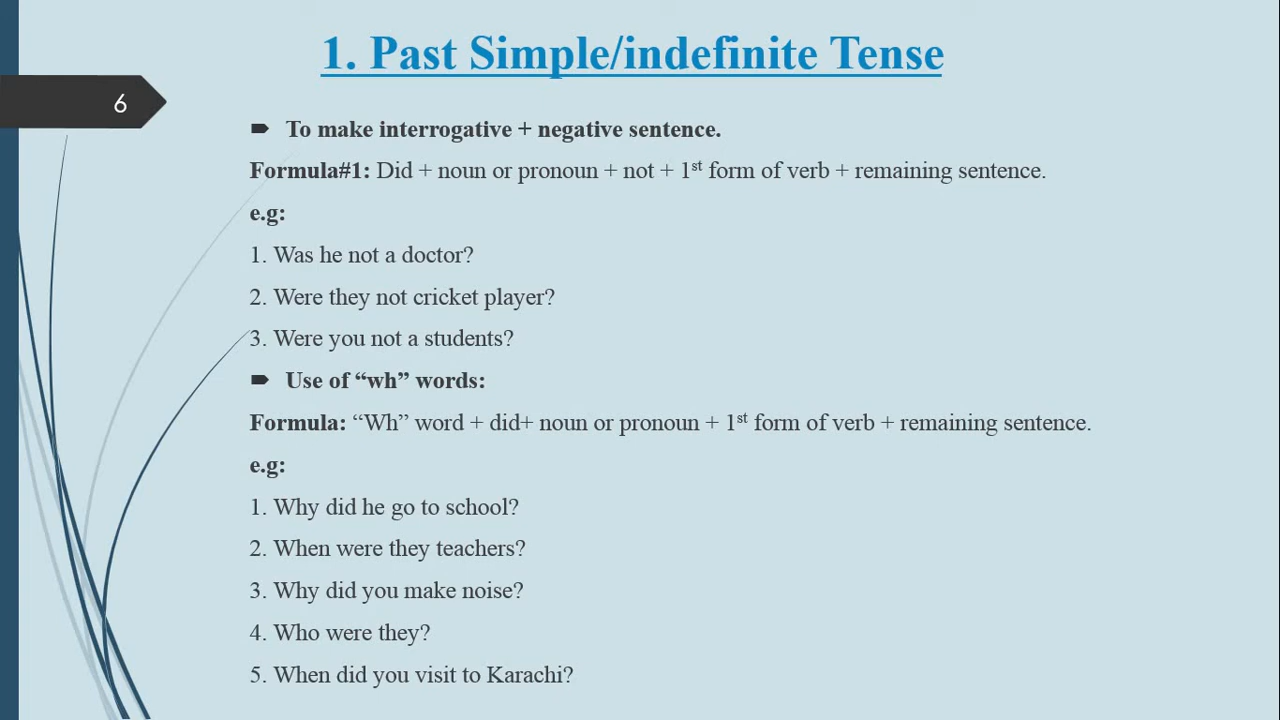 1. Past Simple/indefinite Tense
6
To make interrogative + negative sentence.
Formula#1: Did + noun or pronoun + not + 1st form of verb + remaining sentence.
e.g:
1. Was he not a doctor?
2. Were they not cricket player?
3. Were you not a students?
Use of “wh” words:
Formula: “Wh” word + did+ noun or pronoun + 1st form of verb + remaining sentence.
e.g:
1. Why did he go to school?
2. When were they teachers?
3. Why did you make noise?
4. Who were they?
5. When did you visit to Karachi?